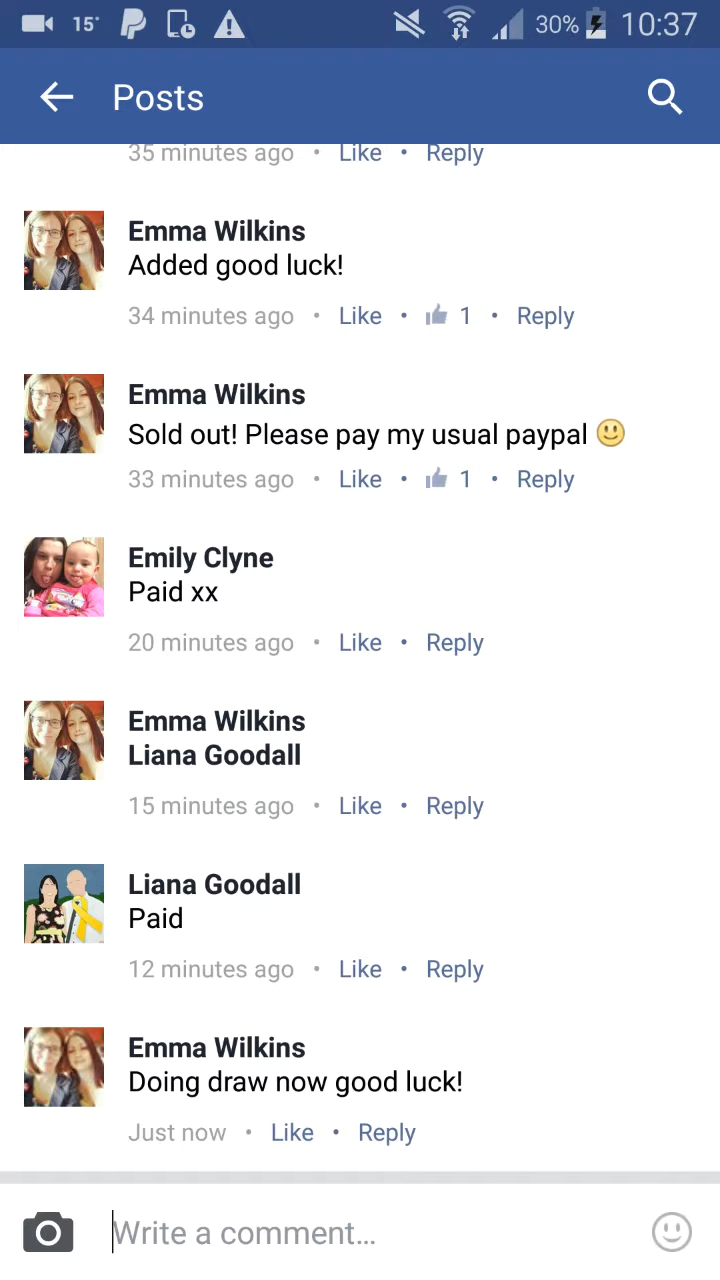 15°
30%
10:37
Posts
35 minutes ago • Like • Reply
Emma Wilkins
Added good luck!
34 minutes ago • Like • 1 • Reply
Emma Wilkins
Sold out! Please pay my usual paypal 🙂
33 minutes ago • Like • 1 • Reply
Emily Clyne
Paid xx
20 minutes ago • Like • Reply
Emma Wilkins
Liana Goodall
15 minutes ago • Like • Reply
Liana Goodall
Paid
12 minutes ago • Like • Reply
Emma Wilkins
Doing draw now good luck!
Just now • Like • Reply
Write a comment...